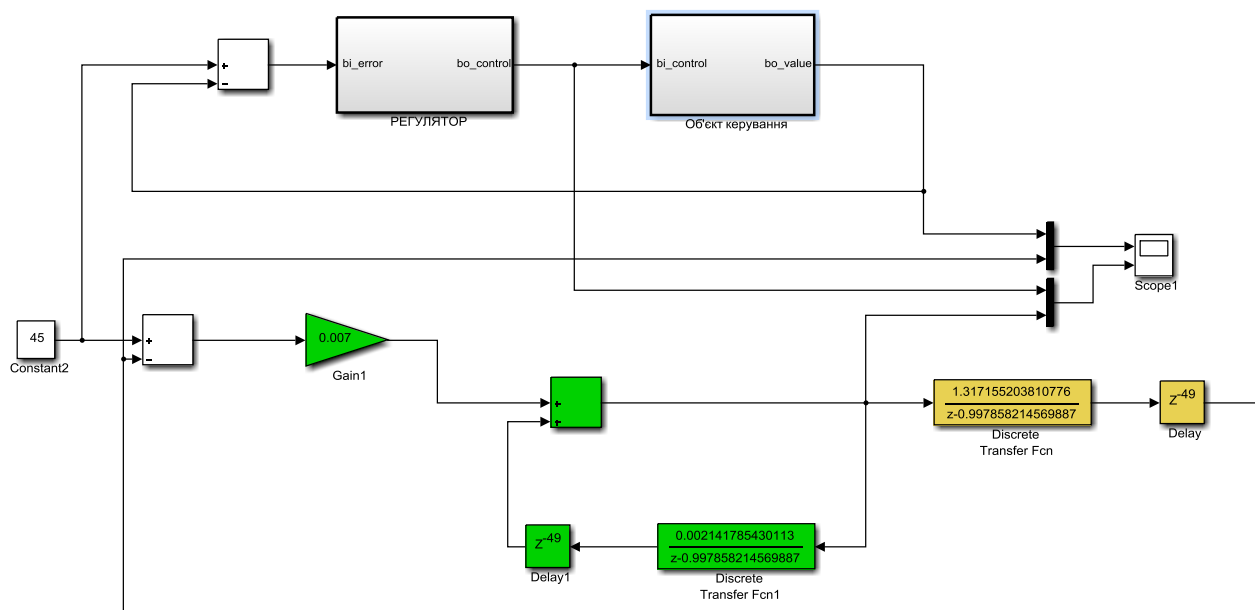 +
−
bi_error
bo_control
РЕГУЛЯТОР
bi_control
bo_value
Об'єкт керування
Scope1
45
Constant2
+
−
0.007
Gain1
+
+
1.317155203810776
z-0.997858214569887
Discrete
Transfer Fcn
Z-49
Delay
Z-49
Delay1
0.002141785430113
z-0.997858214569887
Discrete
Transfer Fcn1